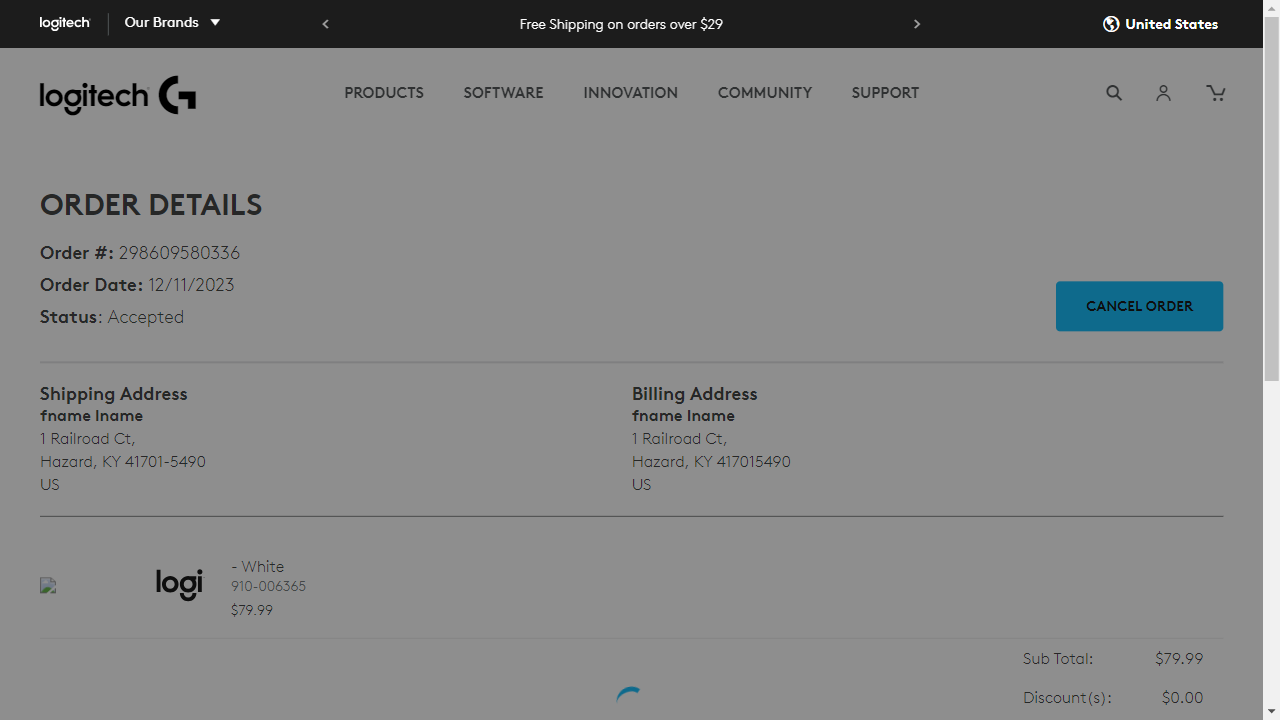 logitech
Our Brands
Free Shipping on orders over $29
United States
logitech G
PRODUCTS
SOFTWARE
INNOVATION
COMMUNITY
SUPPORT
ORDER DETAILS
Order #: 298609580336
Order Date: 12/11/2023
Status: Accepted
CANCEL ORDER
Shipping Address
fname lname
1 Railroad Ct,
Hazard, KY 41701-5490
US
Billing Address
fname lname
1 Railroad Ct,
Hazard, KY 417015490
US
logi
- White
910-006365
$79.99
Sub Total: $79.99
Discount(s): $0.00